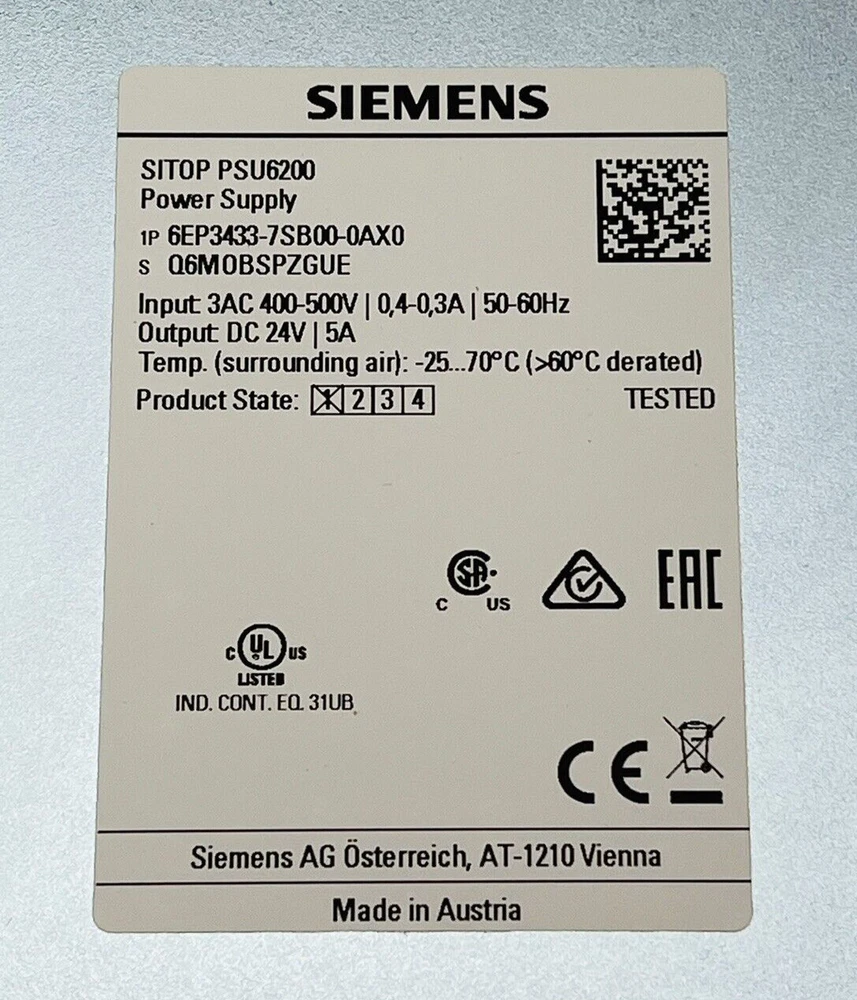 SIEMENS
SITOP PSU6200
Power Supply
1P 6EP3433-7SB00-0AX0
S Q6M0BSPZGUE
Input: 3AC 400-500V | 0,4-0,3A | 50-60Hz
Output: DC 24V | 5A
Temp. (surrounding air): -25...70°C (>60°C derated)
Product State: 1 2 3 4 TESTED
C SA US EAC
C UL US
LISTED
IND. CONT. EQ. 31UB
CE
Siemens AG Österreich, AT-1210 Vienna
Made in Austria